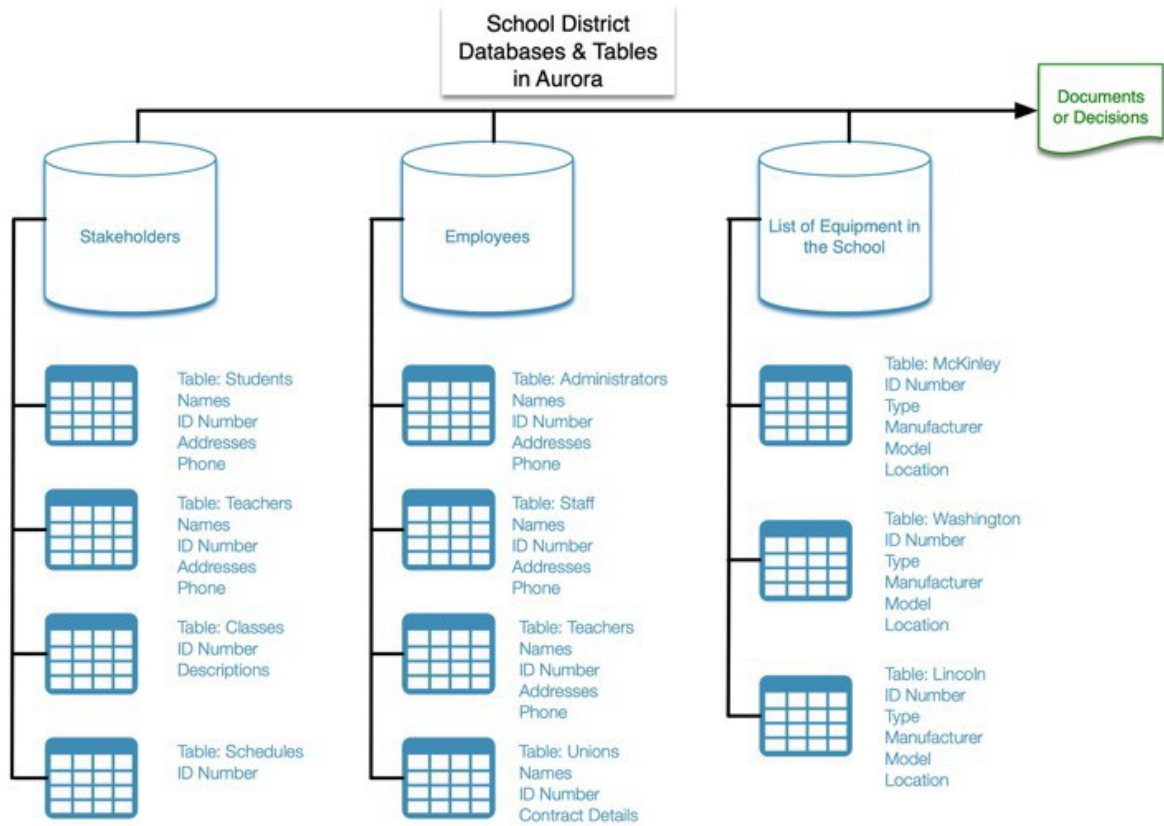 School District
Databases & Tables
in Aurora
Documents
or Decisions
Stakeholders
Employees
List of Equipment in
the School
Table: Students
Names
ID Number
Addresses
Phone
Table: Teachers
Names
ID Number
Addresses
Phone
Table: Classes
ID Number
Descriptions
Table: Schedules
ID Number
Table: Administrators
Names
ID Number
Addresses
Phone
Table: Staff
Names
ID Number
Addresses
Phone
Table: Teachers
Names
ID Number
Addresses
Phone
Table: Unions
Names
ID Number
Contract Details
Table: McKinley
ID Number
Type
Manufacturer
Model
Location
Table: Washington
ID Number
Type
Manufacturer
Model
Location
Table: Lincoln
ID Number
Type
Manufacturer
Model
Location